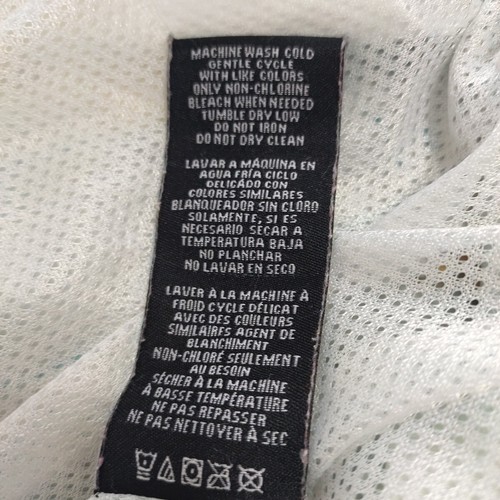 MACHINE WASH COLD
GENTLE CYCLE
WITH LIKE COLORS
ONLY NON-CHLORINE
BLEACH WHEN NEEDED
TUMBLE DRY LOW
DO NOT IRON
DO NOT DRY CLEAN
LAVAR A MÁQUINA EN
AGUA FRÍA CICLO
DELICADO CON
COLORES SIMILARES
BLANQUEADOR SIN CLORO
SOLAMENTE, SI ES
NECESARIO SECAR A
TEMPERATURA BAJA
NO PLANCHAR
NO LAVAR EN SECO
LAVER À LA MACHINE À
FROID CYCLE DÉLICAT
AVEC DES COULEURS
SIMILAIRES AGENT DE
BLANCHIMENT
NON-CHLORÉ SEULEMENT
AU BESOIN
SÉCHER À LA MACHINE
À BASSE TEMPÉRATURE
NE PAS REPASSER
NE PAS NETTOYER À SEC